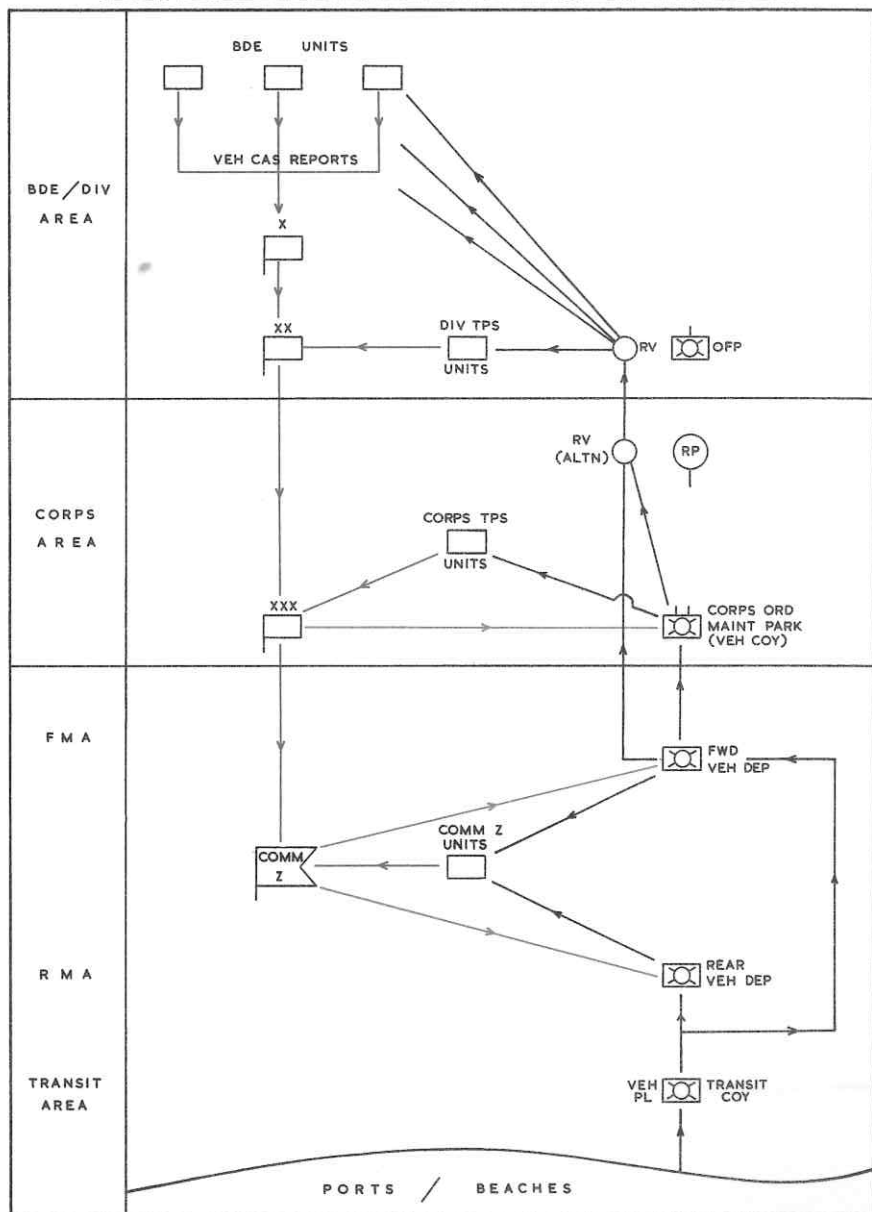 BDE UNITS
VEH CAS REPORTS
BDE/DIV
AREA
X
XX
DIV TPS
UNITS
RV
OFP
RV
(ALTN)
RP
CORPS
AREA
CORPS TPS
UNITS
XXX
CORPS ORD
MAINT PARK
(VEH COY)
FMA
FWD
VEH DEP
COMM Z
UNITS
COMM
Z
RMA
REAR
VEH DEP
TRANSIT
AREA
VEH
PL
TRANSIT
COY
PORTS / BEACHES